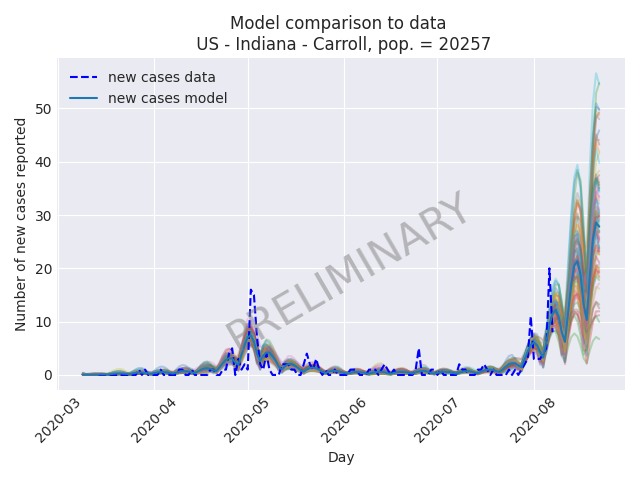 Model comparison to data
US - Indiana - Carroll, pop. = 20257
new cases data
new cases model
Number of new cases reported
50
40
30
20
10
0
PRELIMINARY
2020-03
2020-04
2020-05
2020-06
2020-07
2020-08
Day